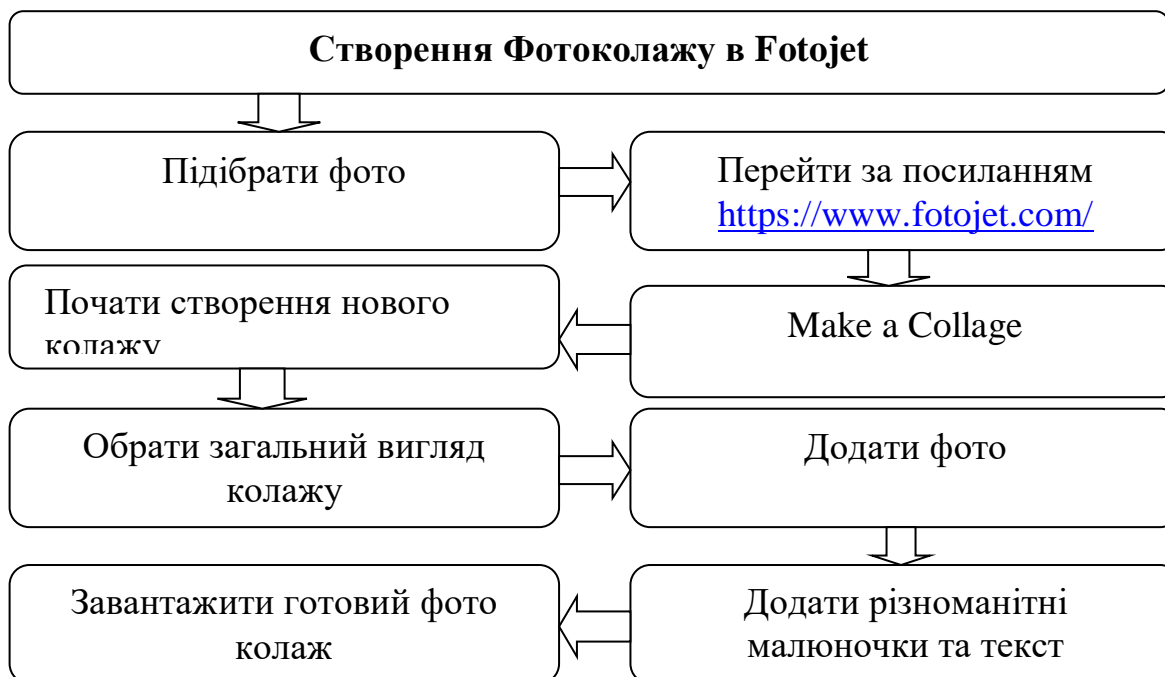 Створення Фотоколажу в Fotojet
Підібрати фото
Перейти за посиланням
https://www.fotojet.com/
Make a Collage
Почати створення нового
колажу
Обрати загальний вигляд
колажу
Додати фото
Додати різноманітні
малюночки та текст
Завантажити готовий фото
колаж